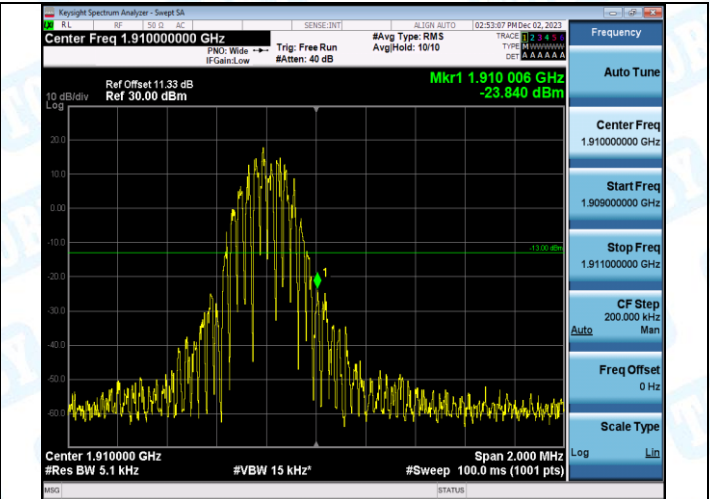 Keysight Spectrum Analyzer - Swept SA
RL RF 50 Ω AC SENSE:INT ALIGN AUTO 02:53:07 PM Dec 02, 2023
Center Freq 1.910000000 GHz
PNO: Wide
IFGain:Low
Trig: Free Run
#Atten: 40 dB
#Avg Type: RMS
Avg|Hold: 10/10
TRACE 1 2 3 4 5 6
TYPE M W W W W W
DET A A A A A A
Frequency
Mkr1 1.910 006 GHz
-23.840 dBm
Ref Offset 11.33 dB
Ref 30.00 dBm
10 dB/div
Log
Auto Tune
Center Freq
1.910000000 GHz
Start Freq
1.909000000 GHz
Stop Freq
1.911000000 GHz
CF Step
200.000 kHz
Auto Man
Freq Offset
0 Hz
Scale Type
Log Lin
20.0
10.0
0.00
-10.0
-13.00 dBm
1
-20.0
-30.0
-40.0
-50.0
-60.0
Center 1.910000 GHz Span 2.000 MHz
#Res BW 5.1 kHz #VBW 15 kHz* #Sweep 100.0 ms (1001 pts)
MSG STATUS